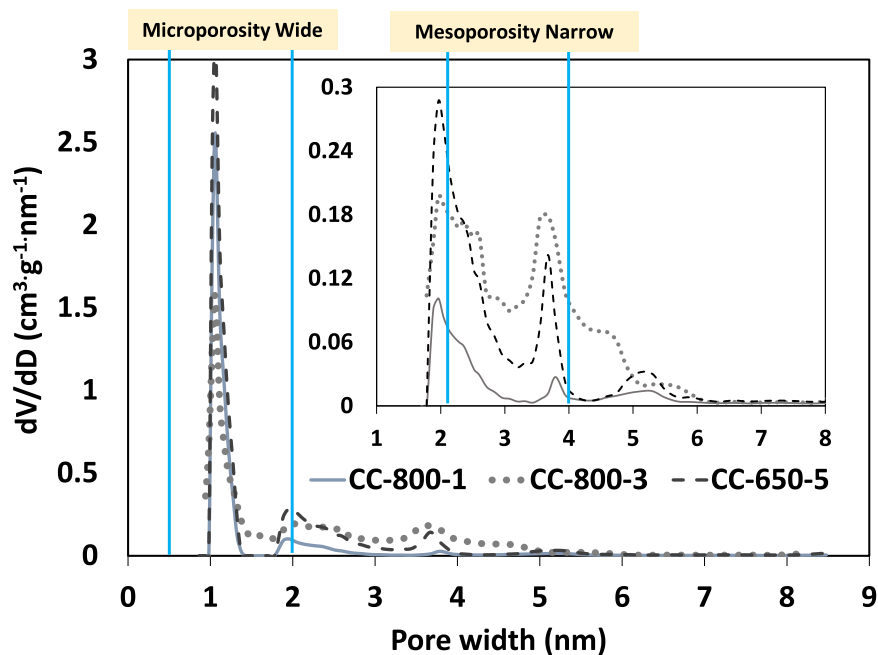 Microporosity Wide
Mesoporosity Narrow
dV/dD (cm³·g⁻¹·nm⁻¹)
3
2.5
2
1.5
1
0.5
0
0.3
0.24
0.18
0.12
0.06
0
1 2 3 4 5 6 7 8
CC-800-1 CC-800-3 CC-650-5
0 1 2 3 4 5 6 7 8 9
Pore width (nm)